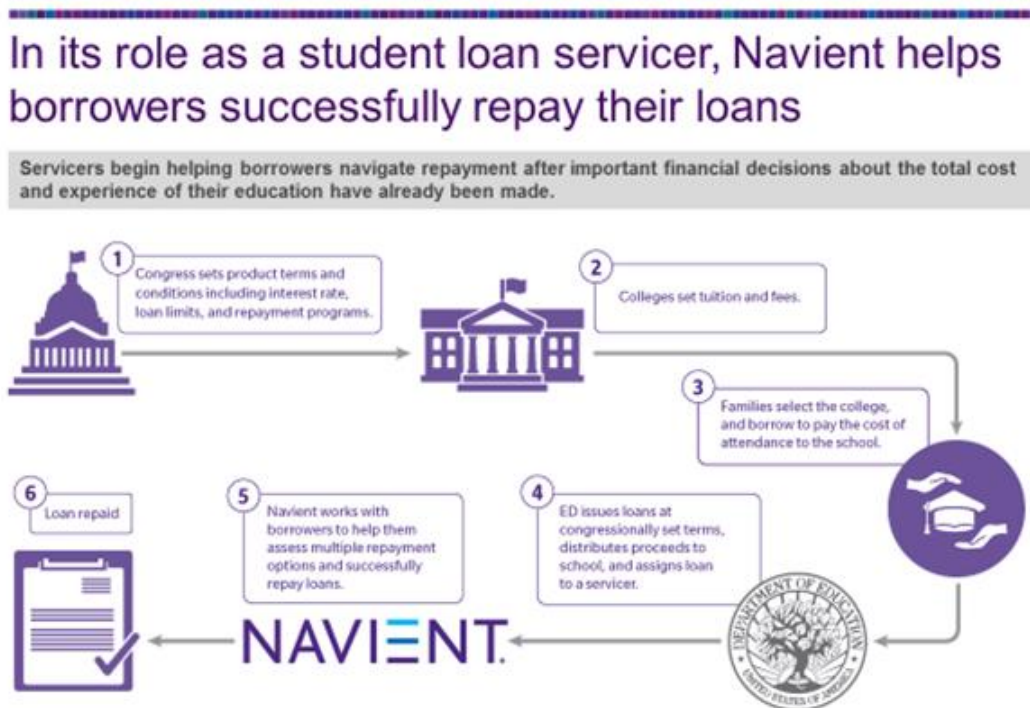 In its role as a student loan servicer, Navient helps
borrowers successfully repay their loans
Servicers begin helping borrowers navigate repayment after important financial decisions about the total cost
and experience of their education have already been made.
1
Congress sets product terms and
conditions including interest rate,
loan limits, and repayment programs.
2
Colleges set tuition and fees.
3
Families select the college,
and borrow to pay the cost of
attendance to the school.
4
ED issues loans at
congressionally set terms,
distributes proceeds to
school, and assigns loan
to a servicer.
DEPARTMENT OF EDUCATION
UNITED STATES OF AMERICA
5
Navient works with
borrowers to help them
assess multiple repayment
options and successfully
repay loans.
NAVIENT.
6
Loan repaid